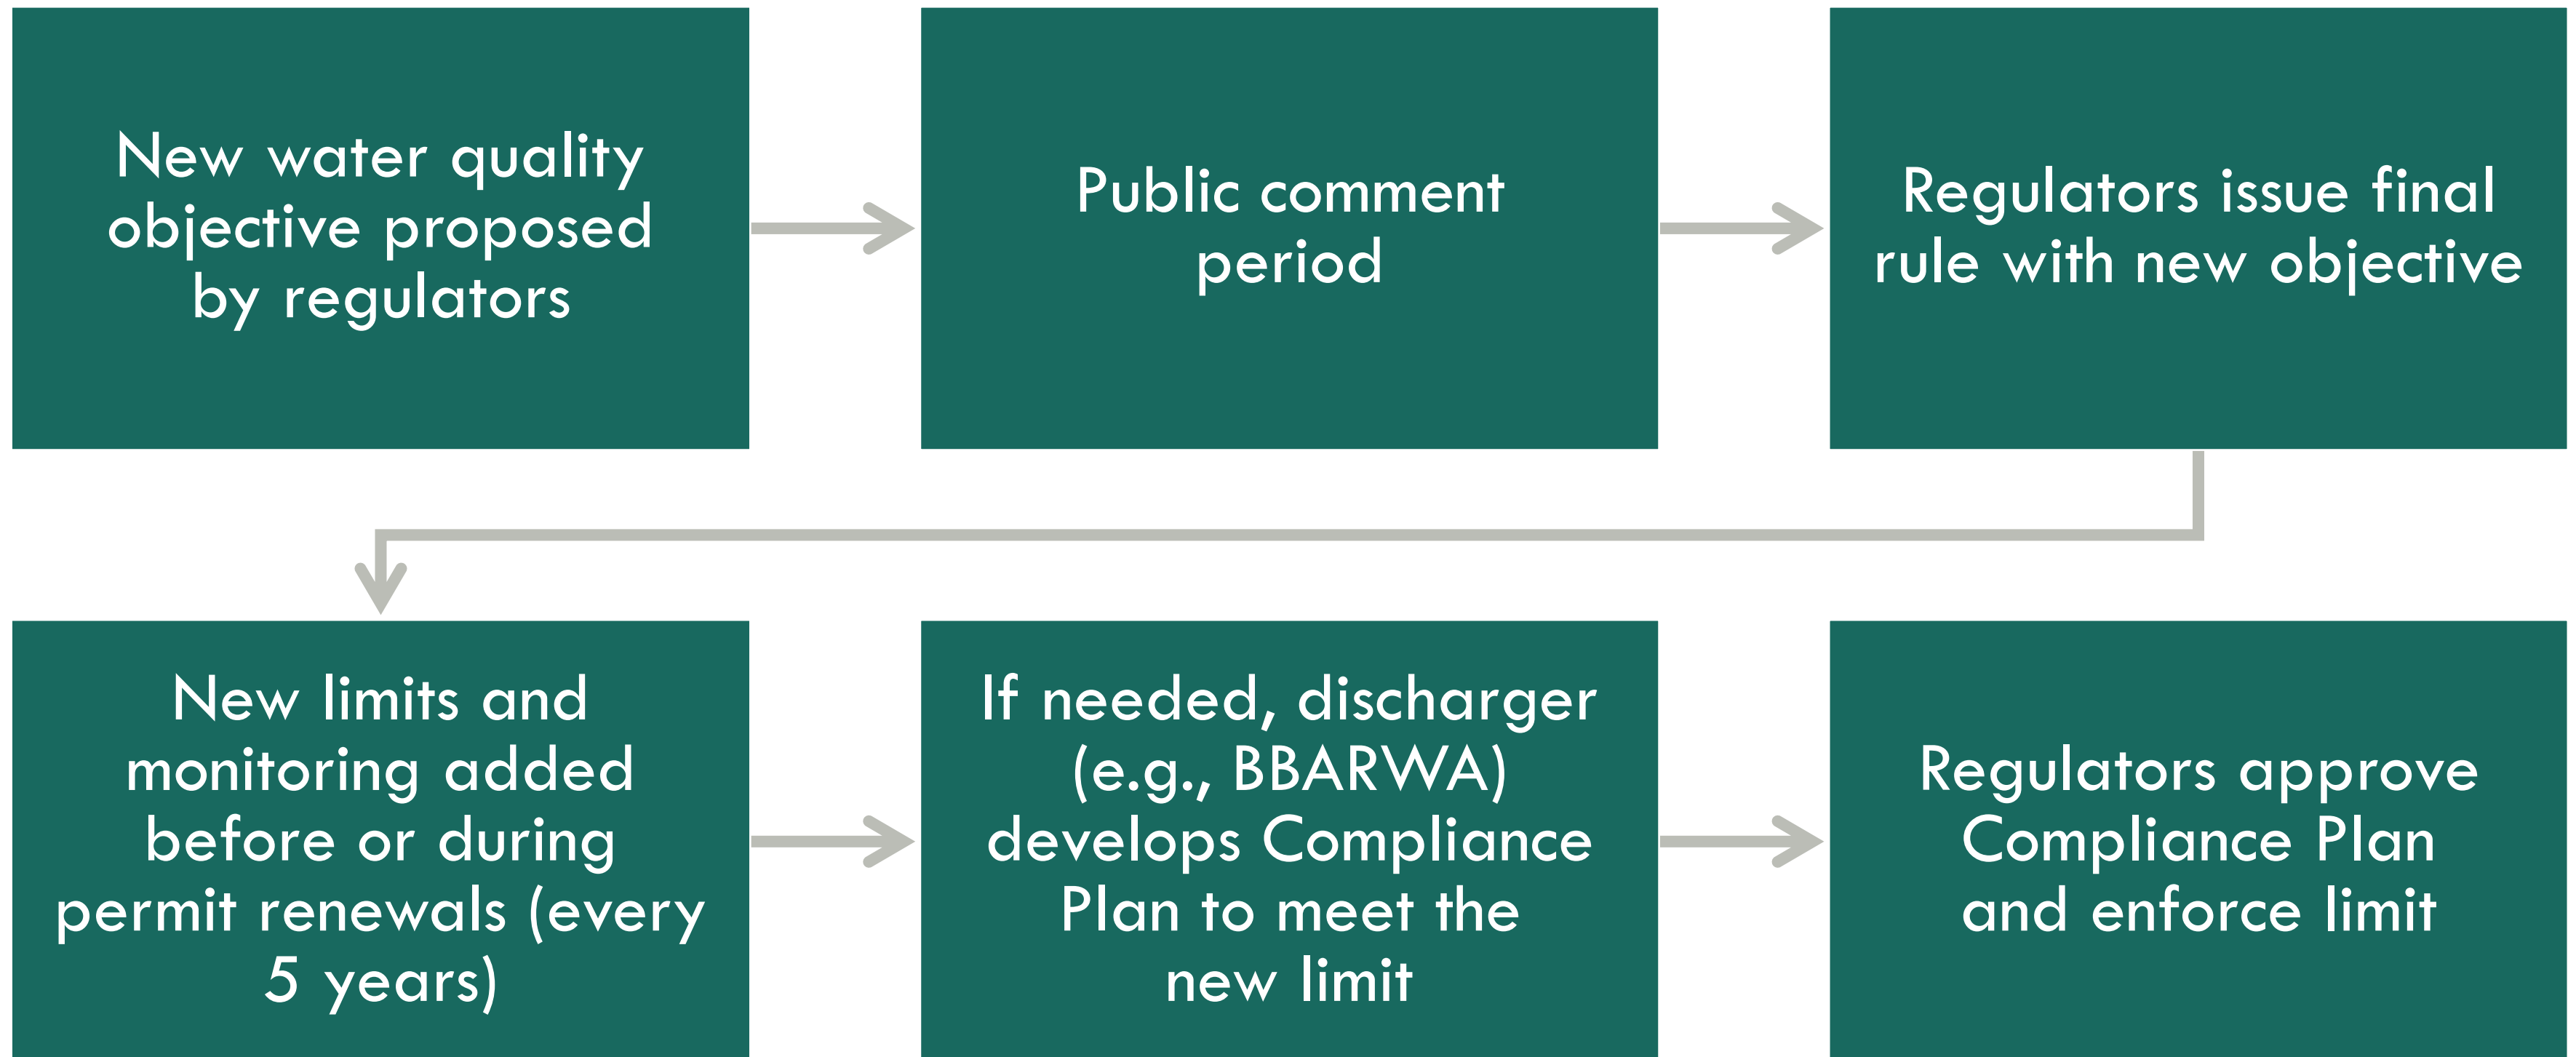 New water quality
objective proposed
by regulators
Public comment
period
Regulators issue final
rule with new objective
New limits and
monitoring added
before or during
permit renewals (every
5 years)
If needed, discharger
(e.g., BBARWA)
develops Compliance
Plan to meet the
new limit
Regulators approve
Compliance Plan
and enforce limit